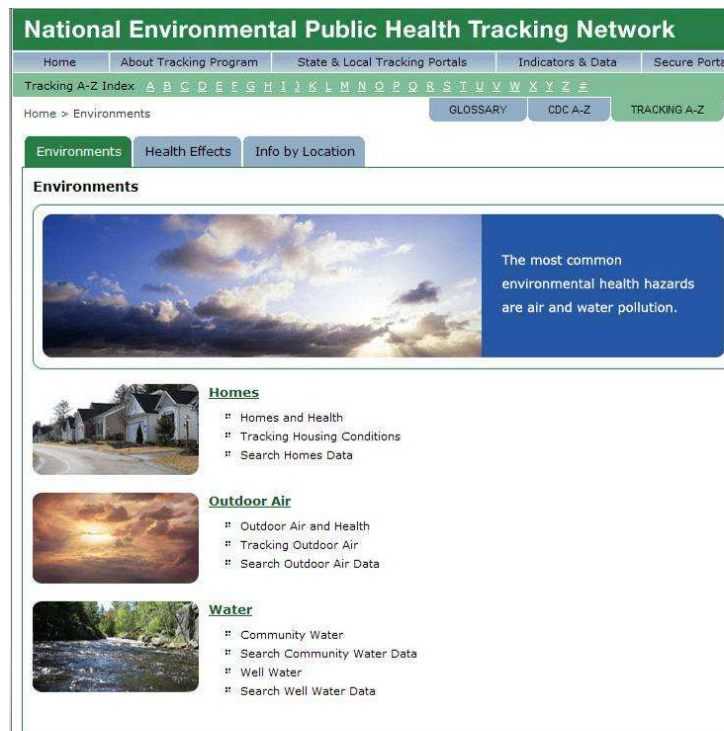 National Environmental Public Health Tracking Network
Home About Tracking Program State & Local Tracking Portals Indicators & Data Secure
Tracking A-Z Index A B C D E F G H I J K L M N O P Q R S T U V W X Y Z #
Home > Environments
GLOSSARY CDC A-Z TRACKING A-Z
Environments Health Effects Info by Location
Environments
The most common
environmental health hazards
are air and water pollution.
Homes
Homes and Health
Tracking Housing Conditions
Search Homes Data
Outdoor Air
Outdoor Air and Health
Tracking Outdoor Air
Search Outdoor Air Data
Water
Community Water
Search Community Water Data
Well Water
Search Well Water Data